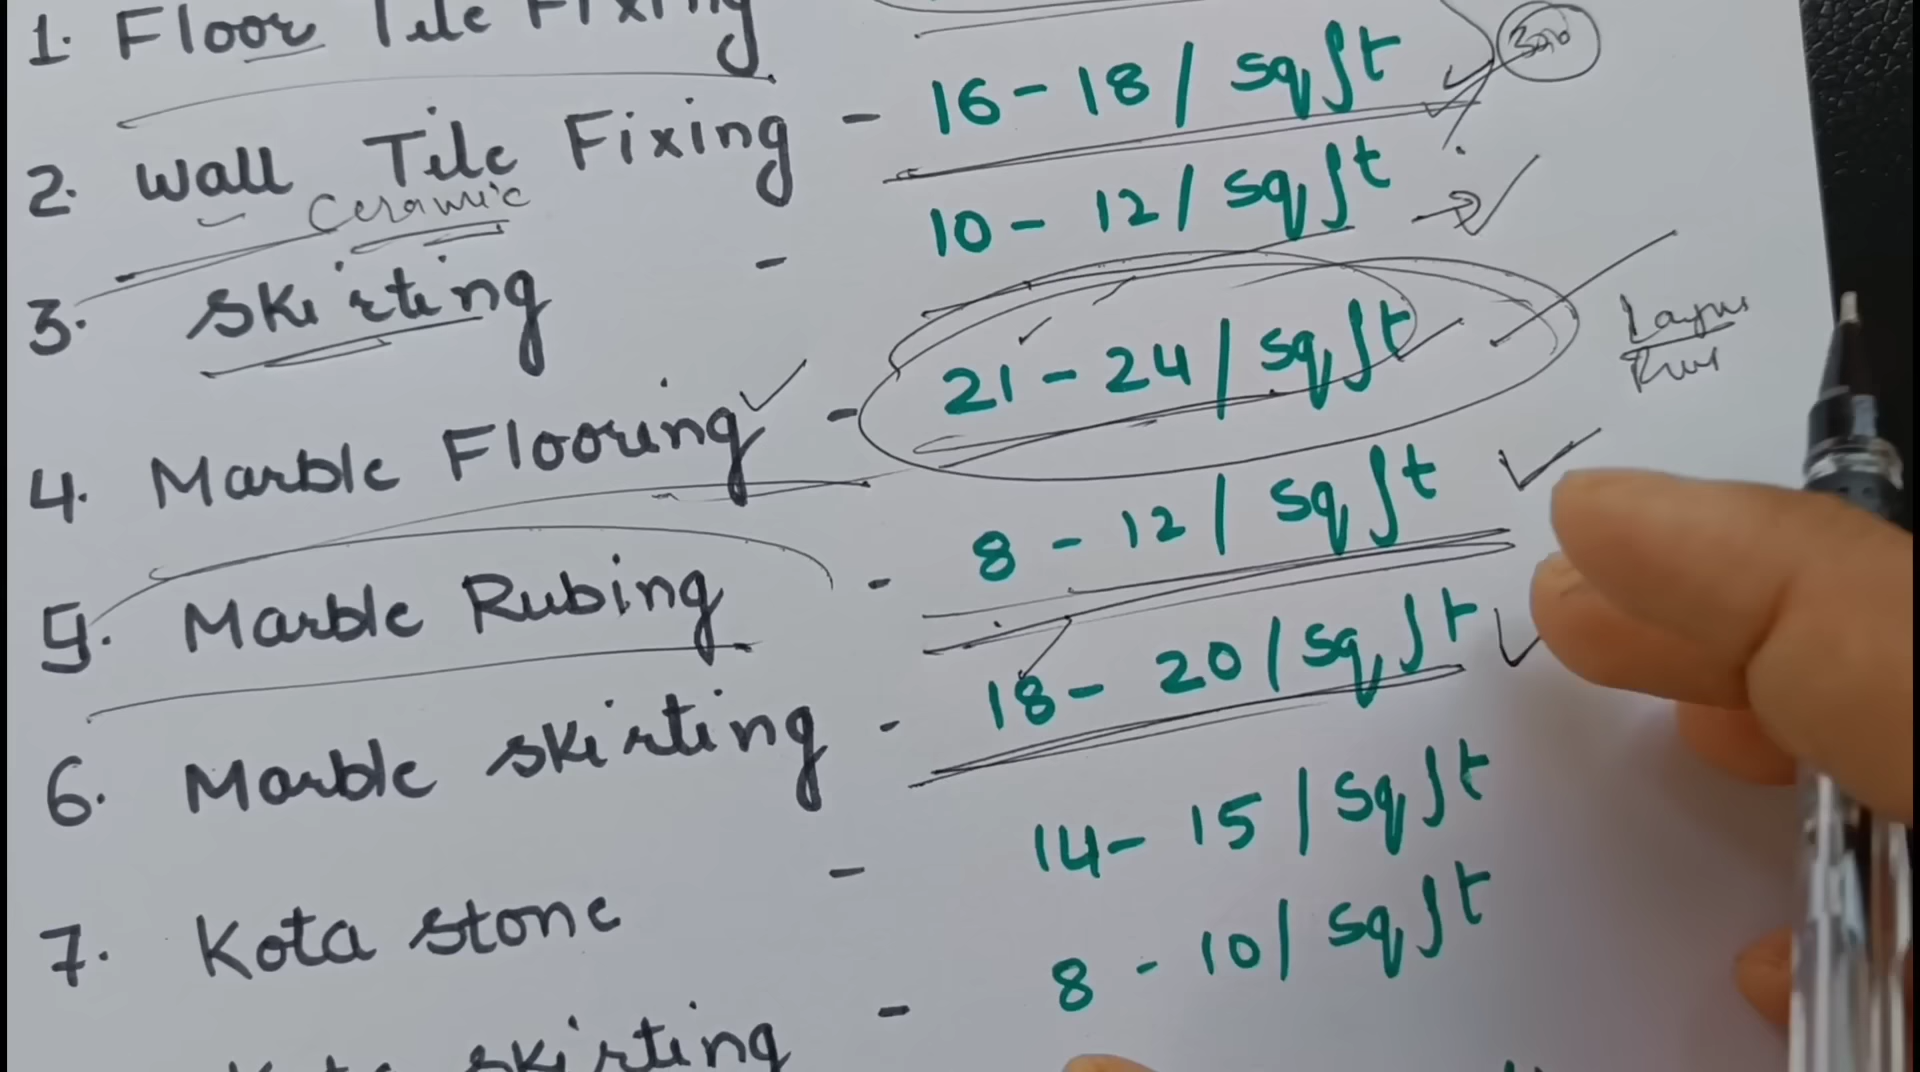 1. Floor Tile Fixing
2. Wall Tile Fixing - 16 - 18 / sqft
Ceramic
3. Skirting - 10 - 12 / sqft
4. Marble Flooring - 21 - 24 / sqft
5. Marble Rubing - 8 - 12 / sqft
6. Marble skirting - 18 - 20 / sqft
7. Kota stone - 14 - 15 / sqft
Kota skirting - 8 - 10 / sqft